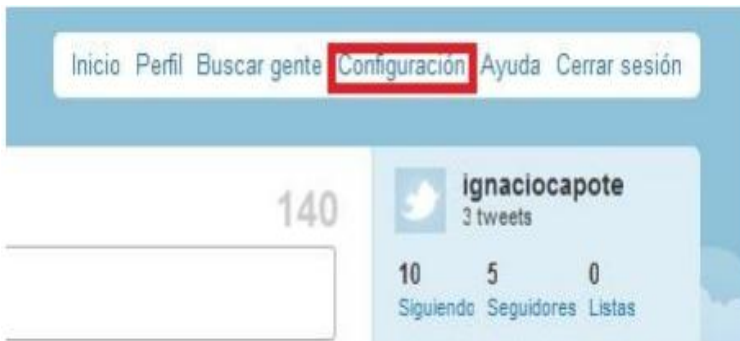 Inicio Perfil Buscar gente Configuración Ayuda Cerrar sesión
140
ignaciocapote
3 tweets
10 5 0
Siguiendo Seguidores Listas